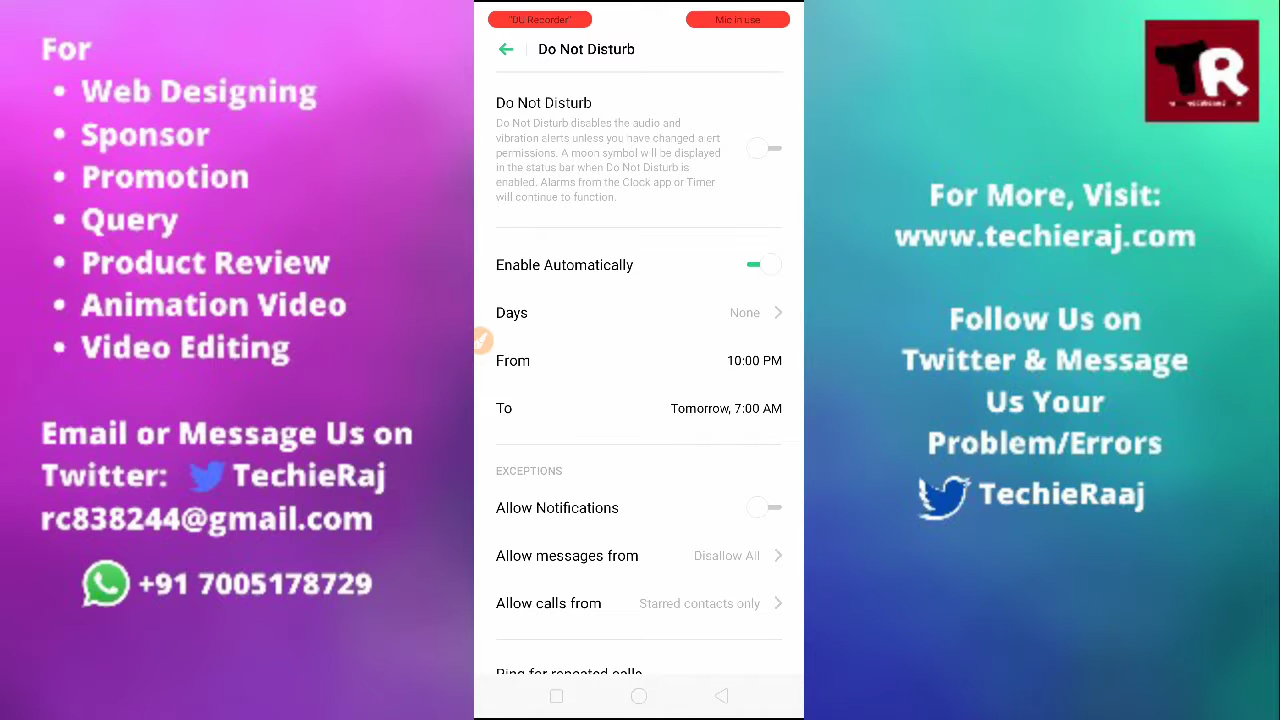 For
• Web Designing
• Sponsor
• Promotion
• Query
• Product Review
• Animation Video
• Video Editing
Email or Message Us on
Twitter: TechieRaj
rc838244@gmail.com
+91 7005178729
"DU Recorder"
Mic in use
Do Not Disturb
Do Not Disturb
Do Not Disturb disables the audio and
vibration alerts unless you have changed alert
permissions. A moon symbol will be displayed
in the status bar when Do Not Disturb is
enabled. Alarms from the Clock app or Timer
will continue to function.
Enable Automatically
Days None
From 10:00 PM
To Tomorrow, 7:00 AM
EXCEPTIONS
Allow Notifications
Allow messages from Disallow All
Allow calls from Starred contacts only
Ring for repeated calls
TR
For More, Visit:
www.techieraj.com
Follow Us on
Twitter & Message
Us Your
Problem/Errors
TechieRaaj